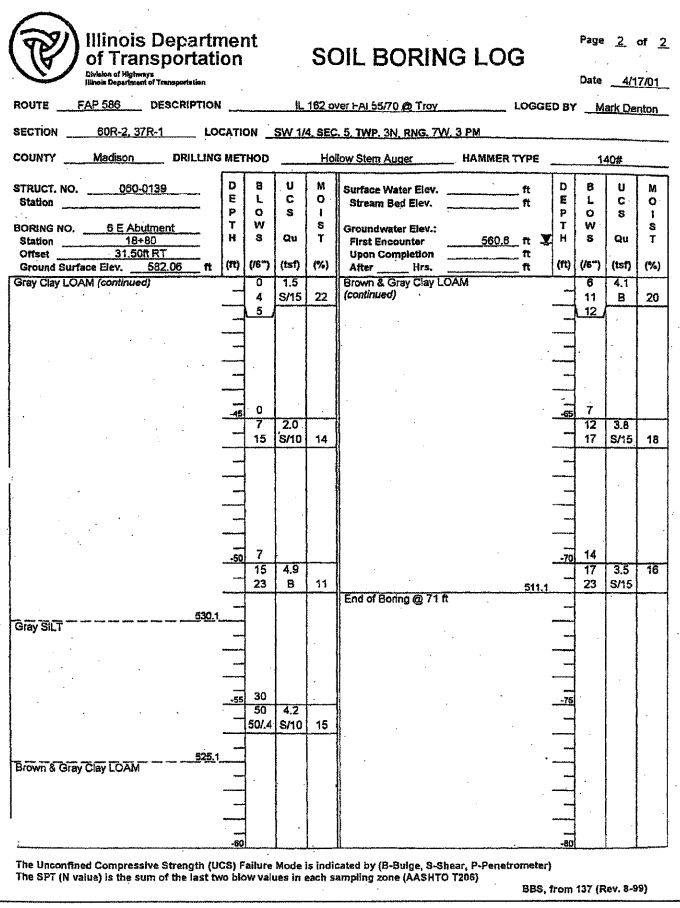 Illinois Department
of Transportation
Division of Highways
Illinois Department of Transportation
SOIL BORING LOG
Page 2 of 2
Date 4/17/01
ROUTE FAP 586 DESCRIPTION IL 162 over FAI 55/70 @ Troy LOGGED BY Mark Denton
SECTION 60R-2, 37R-1 LOCATION SW 1/4, SEC. 5, TWP. 3N, RNG. 7W, 3 PM
COUNTY Madison DRILLING METHOD Hollow Stem Auger HAMMER TYPE 140#
STRUCT. NO. 060-0139
Station
BORING NO. 6 E Abutment
Station 18+80
Offset 31.50ft RT
Ground Surface Elev. 582.06 ft
DEPTH (ft)
BLOWS (/6")
UCS Qu (tsf)
MOIST (%)
Surface Water Elev. ft
Stream Bed Elev. ft
Groundwater Elev.:
First Encounter 560.6 ft
Upon Completion ft
After Hrs. ft
DEPTH (ft)
BLOWS (/6")
UCS Qu (tsf)
MOIST (%)
Gray Clay LOAM (continued)
0 1.5
4 S/15 22
5
-45 0
7 2.0
15 S/10 14
-50 7
15 4.9
23 B 11
530.1
Gray SILT
-55 30
50 4.2
50/.4 S/10 15
525.1
Brown & Gray Clay LOAM
-60
Brown & Gray Clay LOAM
(continued)
6 4.1
11 B 20
12
-65 7
12 3.8
17 S/15 18
-70 14
17 3.5 16
511.1 23 S/15
End of Boring @ 71 ft
-75
-80
The Unconfined Compressive Strength (UCS) Failure Mode is indicated by (B-Bulge, S-Shear, P-Penetrometer)
The SPT (N value) is the sum of the last two blow values in each sampling zone (AASHTO T206)
BBS, from 137 (Rev. 8-99)